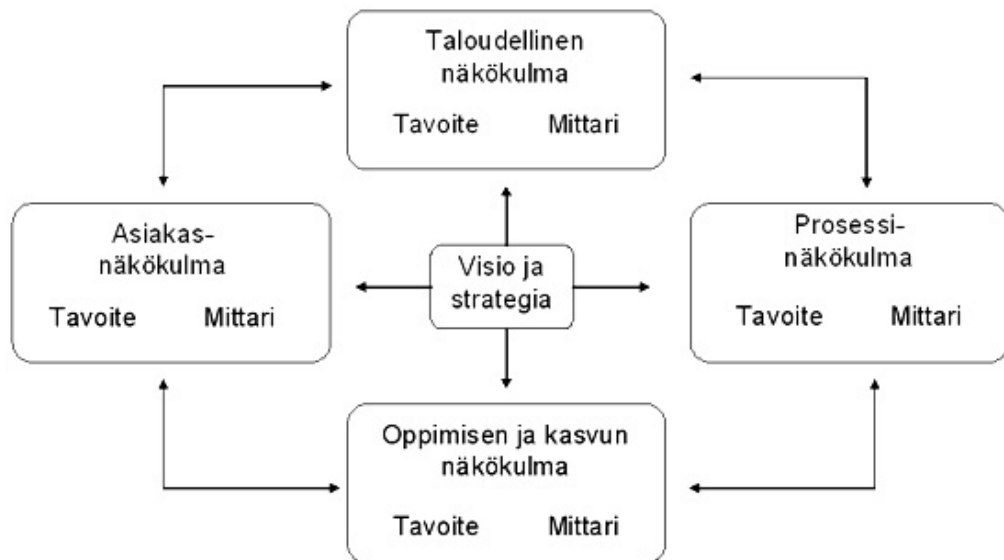 Taloudellinen
näkökulma
Tavoite Mittari
Asiakas-
näkökulma
Tavoite Mittari
Visio ja
strategia
Prosessi-
näkökulma
Tavoite Mittari
Oppimisen ja kasvun
näkökulma
Tavoite Mittari